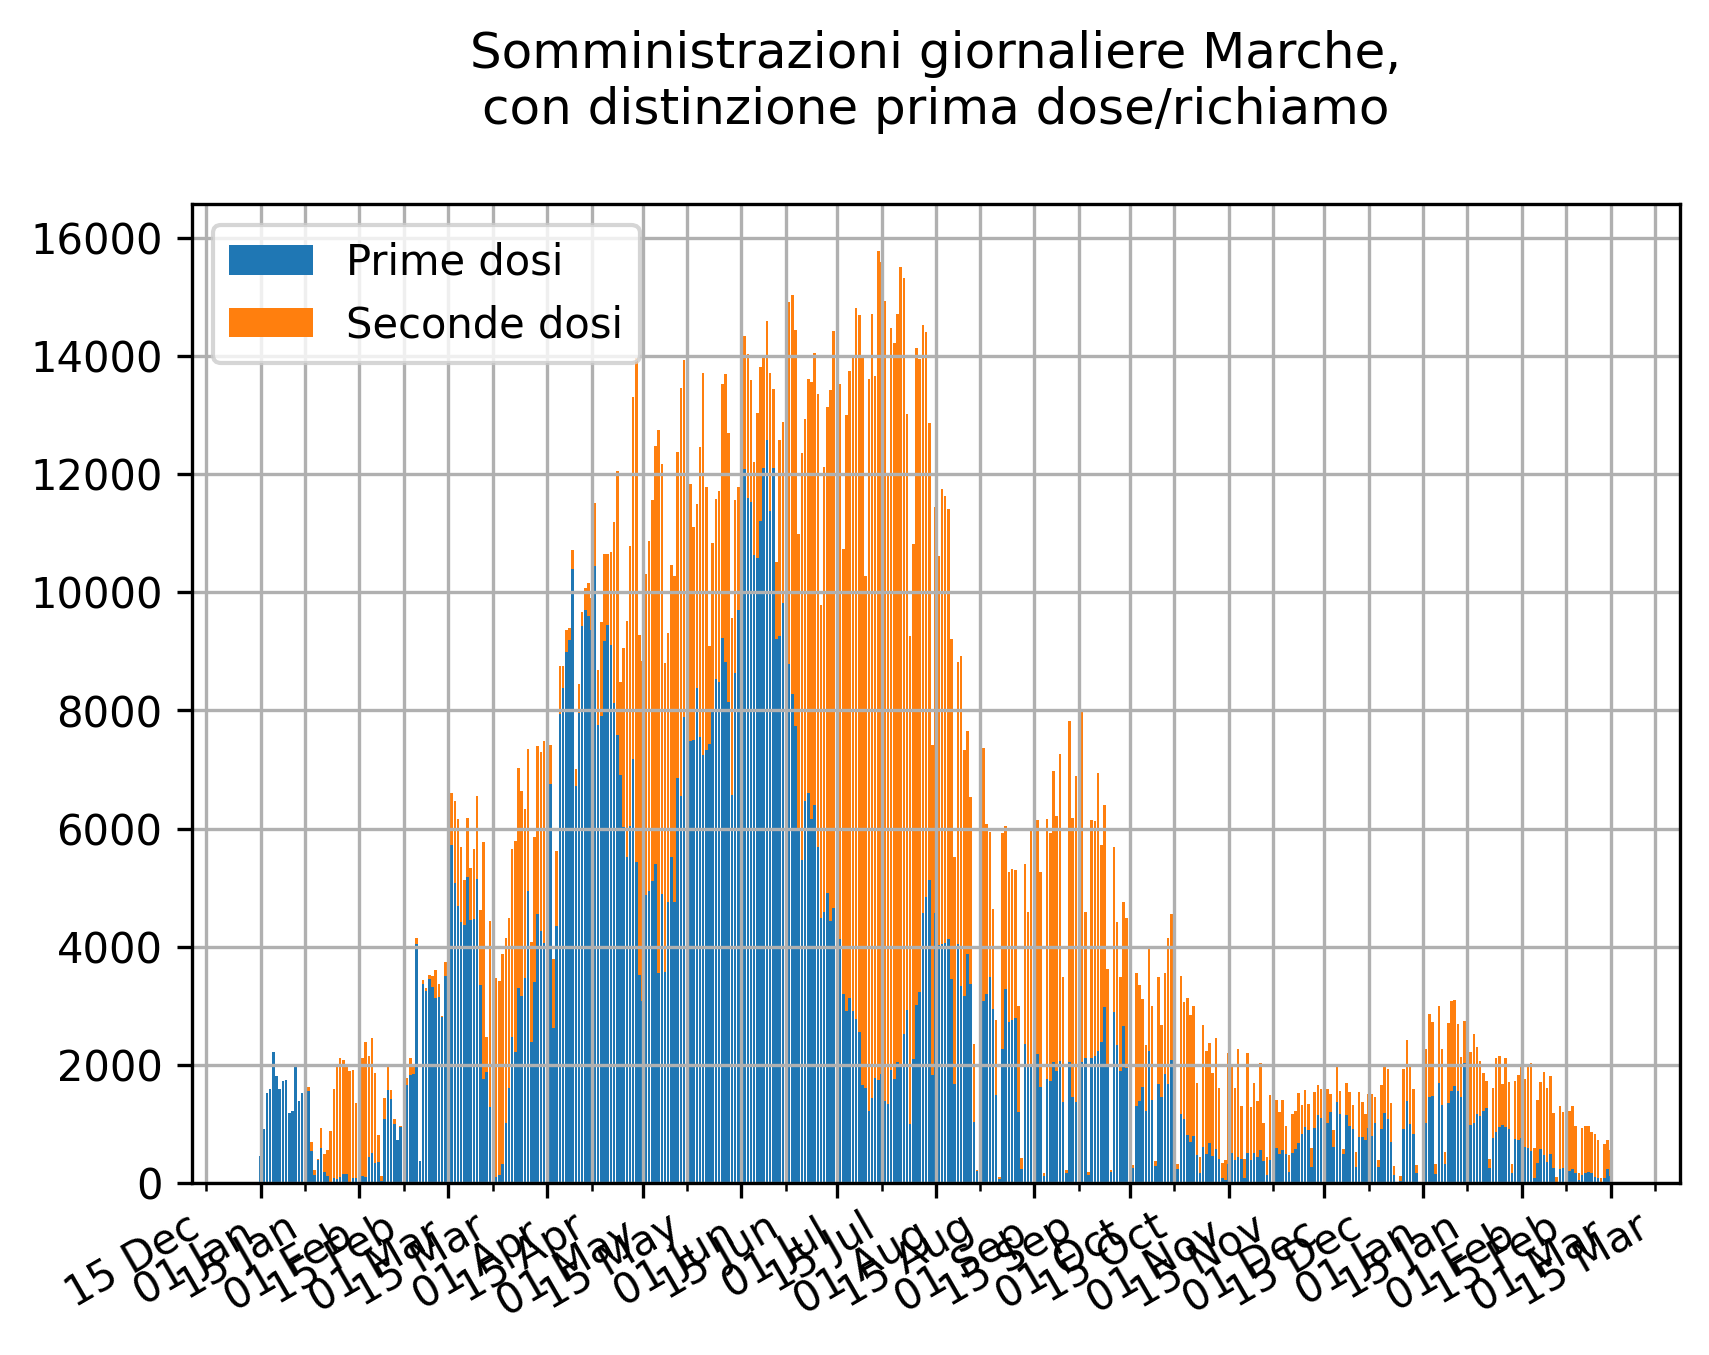 Somministrazioni giornaliere Marche,
con distinzione prima dose/richiamo
Prime dosi
Seconde dosi
16000
14000
12000
10000
8000
6000
4000
2000
0
15 Dec
01 Jan
15 Jan
01 Feb
15 Feb
01 Mar
15 Mar
01 Apr
15 Apr
01 May
15 May
01 Jun
15 Jun
01 Jul
15 Jul
01 Aug
15 Aug
01 Sep
15 Sep
01 Oct
15 Oct
01 Nov
15 Nov
01 Dec
15 Dec
01 Jan
15 Jan
01 Feb
15 Feb
01 Mar
15 Mar